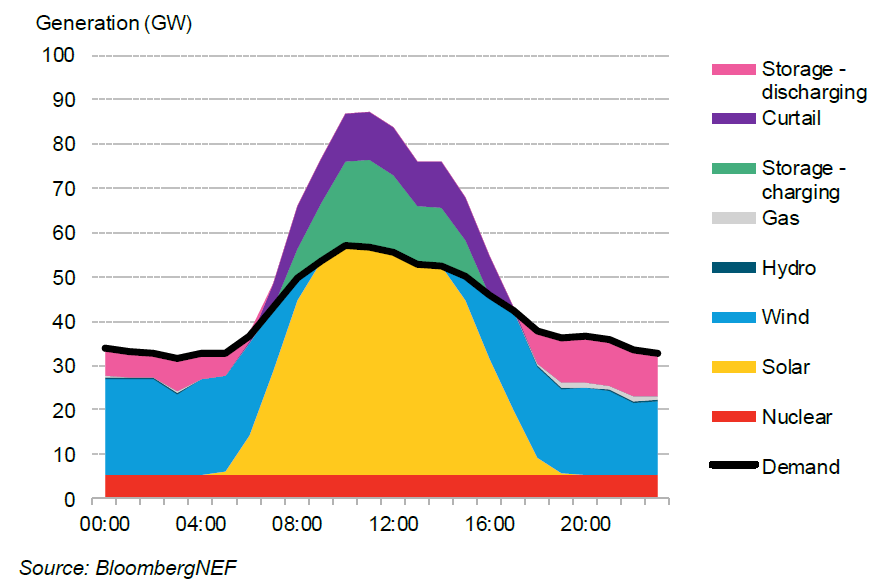 Generation (GW)
100
90
80
70
60
50
40
30
20
10
0
00:00 04:00 08:00 12:00 16:00 20:00
Storage -
discharging
Curtail
Storage -
charging
Gas
Hydro
Wind
Solar
Nuclear
Demand
Source: BloombergNEF